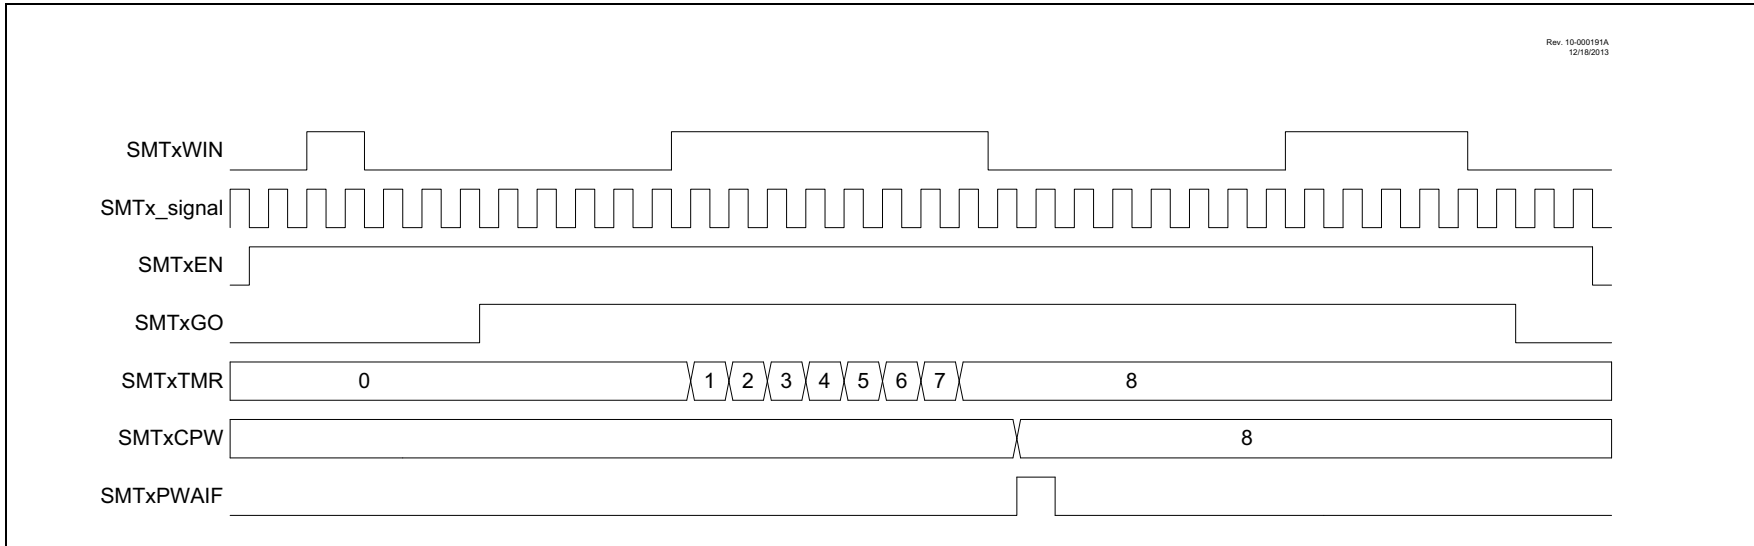 Rev. 10-000191A
12/18/2013
SMTxWIN
SMTx_signal
SMTxEN
SMTxGO
SMTxTMR 0 1 2 3 4 5 6 7 8
SMTxCPW 8
SMTxPWAIF